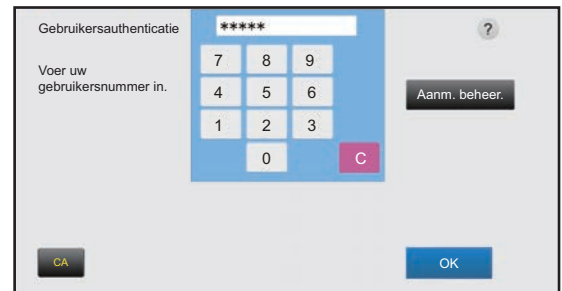 Gebruikersauthenticatie
*****
?
Voer uw
gebruikersnummer in.
7 8 9
4 5 6
1 2 3
0 C
Aanm. beheer.
CA
OK